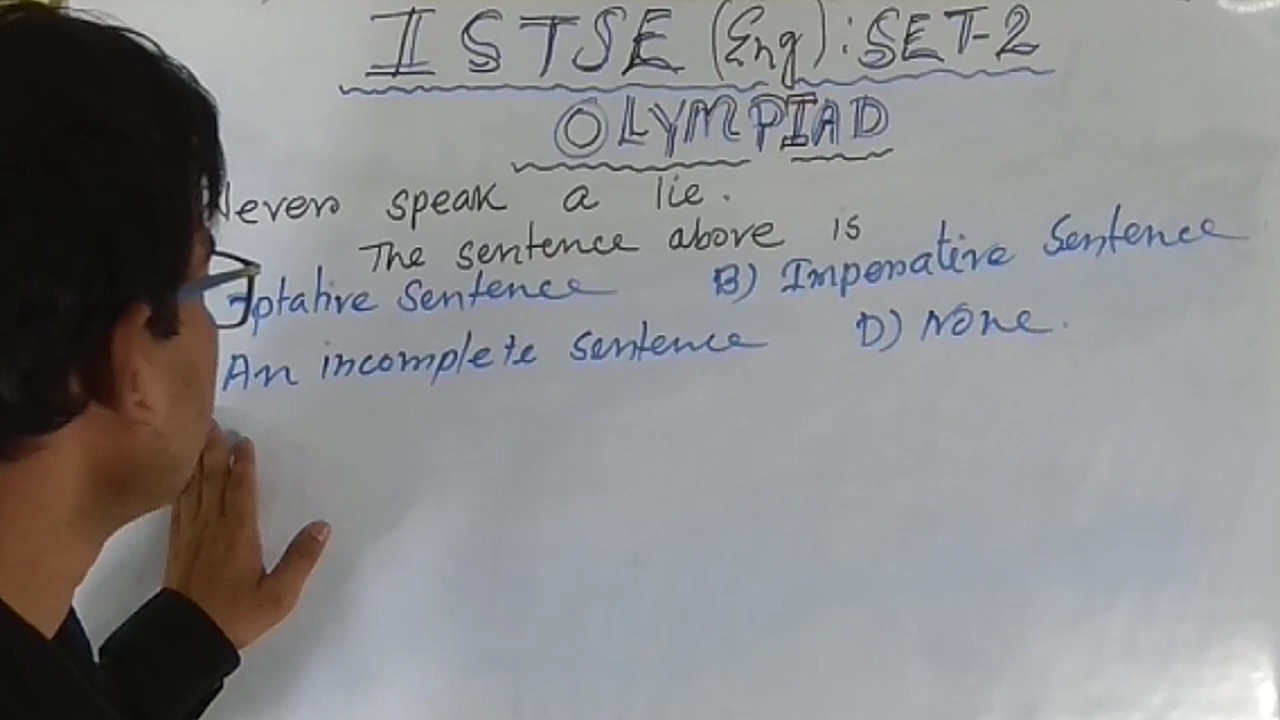 ISTSE (Eng): SET-2
OLYMPIAD
Never speak a lie.
The sentence above is
Optative Sentence B) Imperative Sentence
An incomplete sentence D) None.